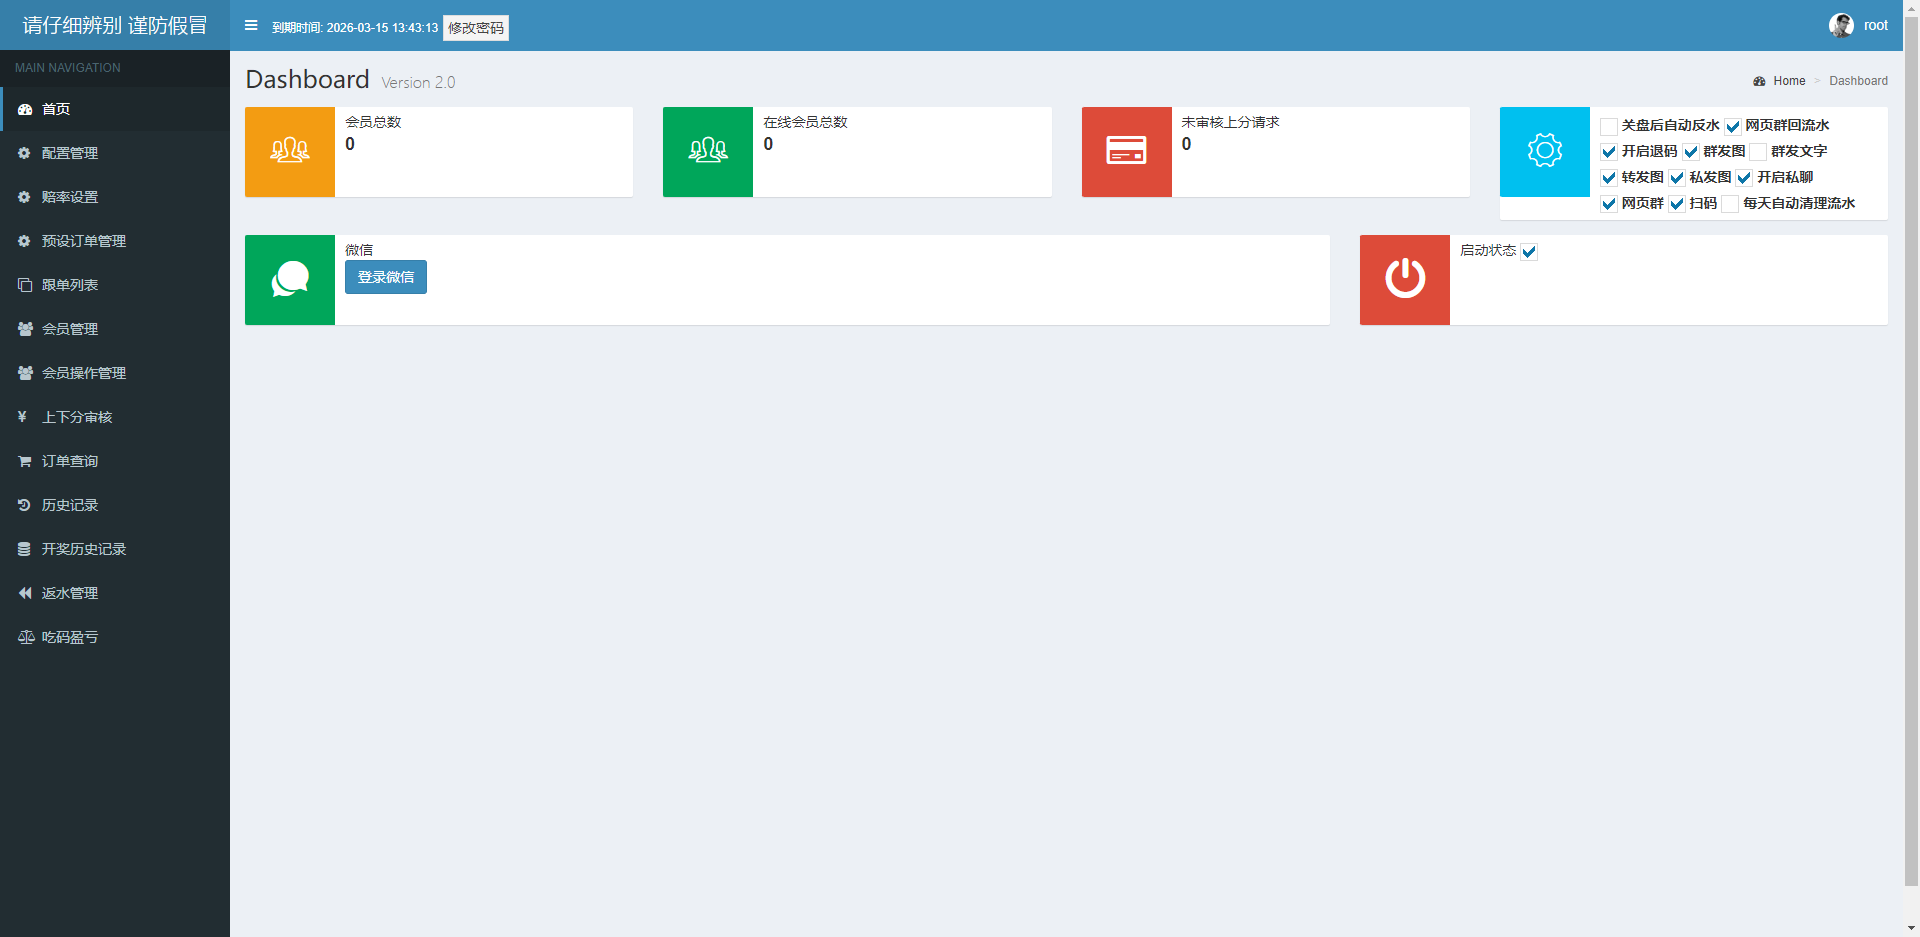 请仔细辨别 谨防假冒
到期时间: 2026-03-15 13:43:13 修改密码
root
MAIN NAVIGATION
首页
配置管理
赔率设置
预设订单管理
跟单列表
会员管理
会员操作管理
上下分审核
订单查询
历史记录
开奖历史记录
返水管理
吃码盈亏
Dashboard Version 2.0
Home > Dashboard
会员总数
0
在线会员总数
0
未审核上分请求
0
关盘后自动反水 网页群回流水
开启退码 群发图 群发文字
转发图 私发图 开启私聊
网页群 扫码 每天自动清理流水
微信
登录微信
启动状态